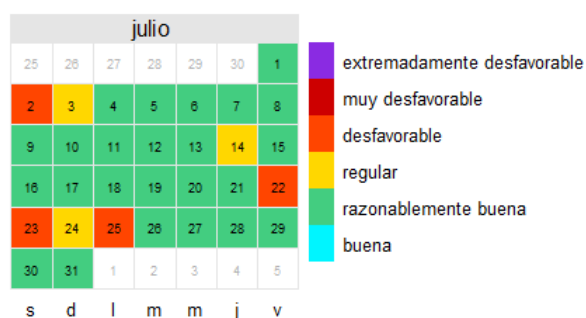 julio
25 26 27 28 29 30 1
2 3 4 5 6 7 8
9 10 11 12 13 14 15
16 17 18 19 20 21 22
23 24 25 26 27 28 29
30 31 1 2 3 4 5
s d l m m j v
extremadamente desfavorable
muy desfavorable
desfavorable
regular
razonablemente buena
buena